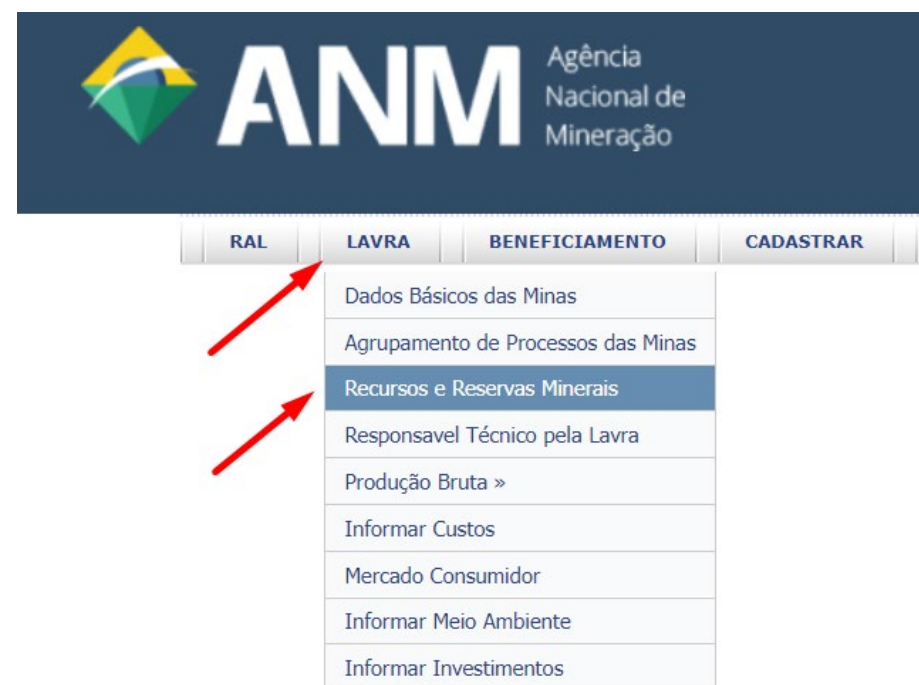 ANM
Agência
Nacional de
Mineração
RAL LAVRA BENEFICIAMENTO CADASTRAR
Dados Básicos das Minas
Agrupamento de Processos das Minas
Recursos e Reservas Minerais
Responsavel Técnico pela Lavra
Produção Bruta »
Informar Custos
Mercado Consumidor
Informar Meio Ambiente
Informar Investimentos